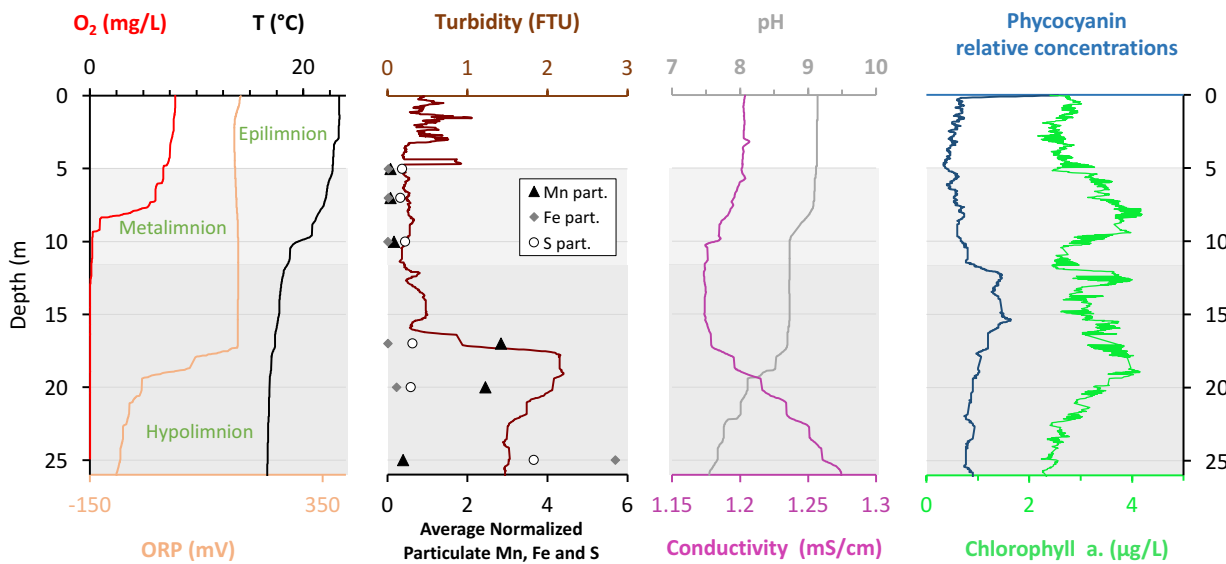 O₂ (mg/L) T (°C)
0 20
Turbidity (FTU)
0 1 2 3
pH
7 8 9 10
Phycocyanin
relative concentrations
0
5
10
15
20
25
Depth (m
Epilimnion
Metalimnion
Hypolimnion
Mn part.
Fe part.
S part.
0
5
10
15
20
25
-150 350
ORP (mV)
0 2 4 6
Average Normalized
Particulate Mn, Fe and S
1.15 1.2 1.25 1.3
Conductivity (mS/cm)
0 2 4
Chlorophyll a. (µg/L)